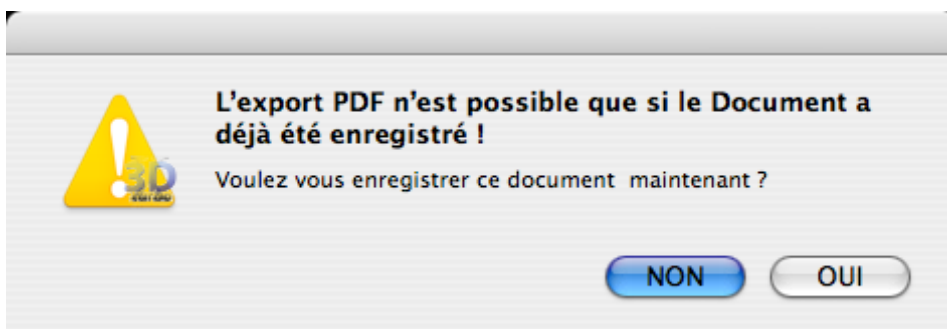 L'export PDF n'est possible que si le Document a
déjà été enregistré !
Voulez vous enregistrer ce document  maintenant ?
3D
NON
OUI